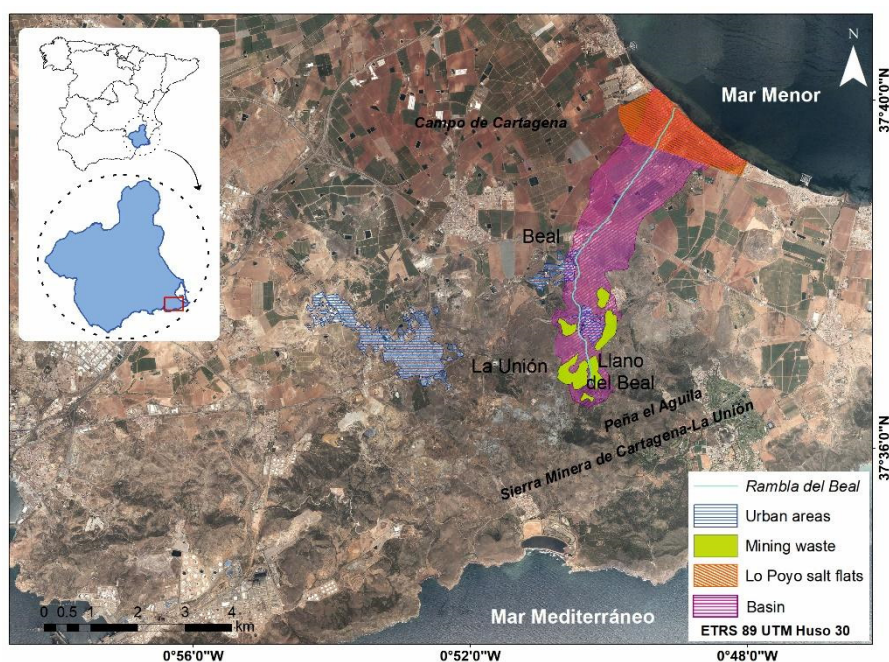 N
Mar Menor
37°40'0"N
Campo de Cartagena
Beal
La Unión
Llano
del Beal
Peña el Aguila
Sierra Minera de Cartagena-La Unión
37°36'0"N
Rambla del Beal
Urban areas
Mining waste
Lo Poyo salt flats
Basin
ETRS 89 UTM Huso 30
Mar Mediterráneo
0 0.5 1 2 3 4
km
0°56'0"W
0°52'0"W
0°48'0"W